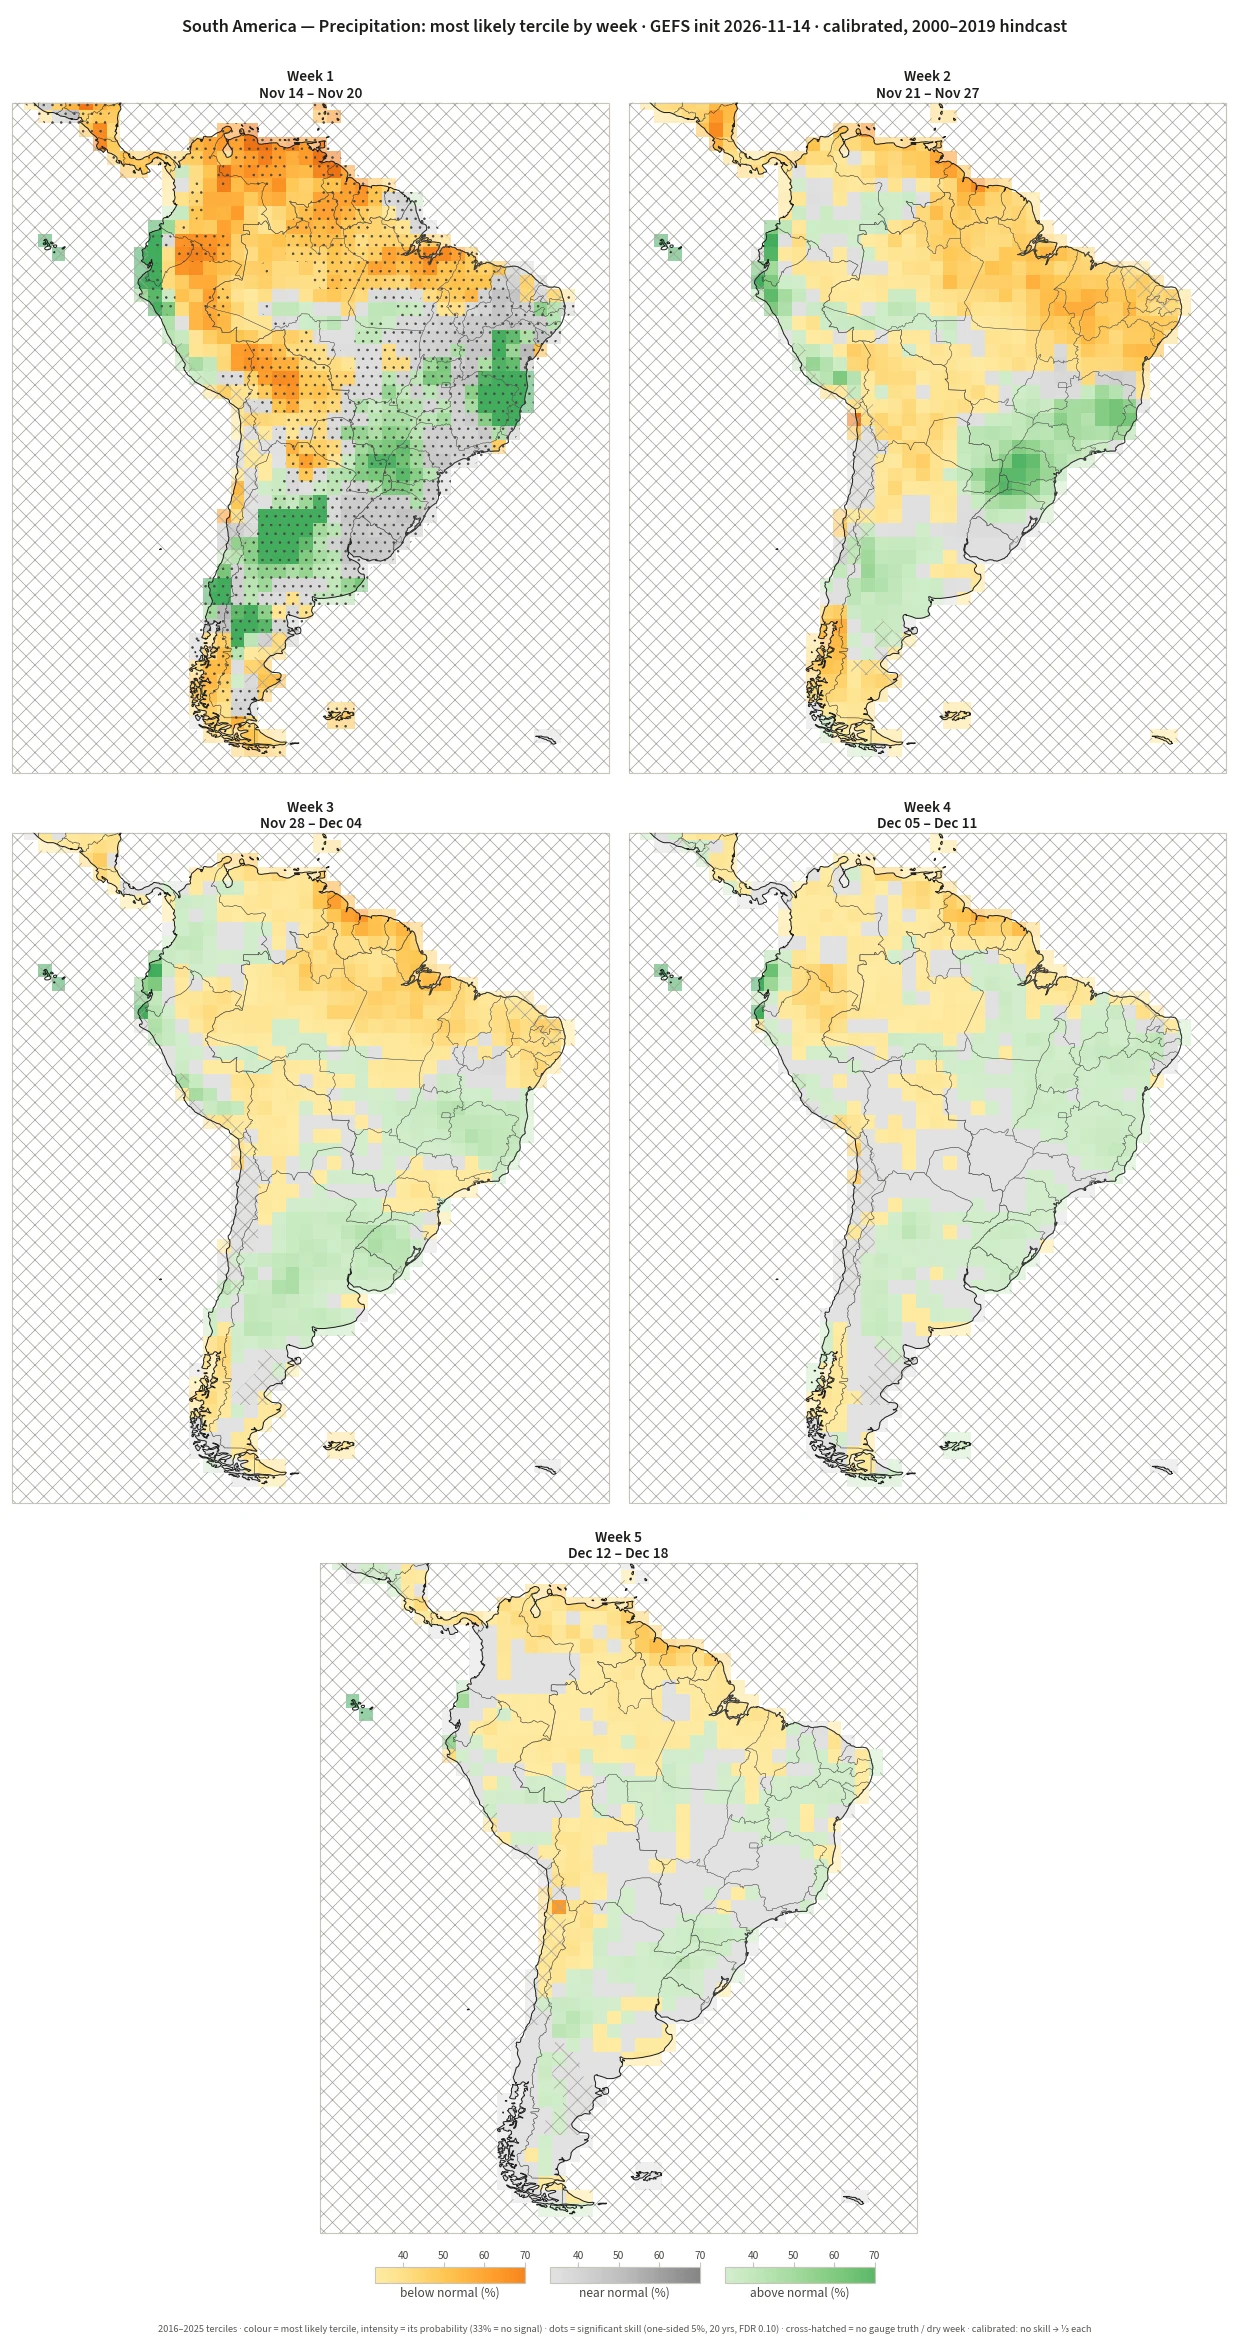 South America — Precipitation: most likely tercile by week · GEFS init 2026-11-14 · calibrated, 2000–2019 hindcast
Week 1
Nov 14 – Nov 20
Week 2
Nov 21 – Nov 27
Week 3
Nov 28 – Dec 04
Week 4
Dec 05 – Dec 11
Week 5
Dec 12 – Dec 18
40 50 60 70
below normal (%)
40 50 60 70
near normal (%)
40 50 60 70
above normal (%)
2016–2025 terciles · colour = most likely tercile, intensity = its probability (33% = no signal) · dots = significant skill (one-sided 5%, 20 yrs, FDR 0.10) · cross-hatched = no gauge truth / dry week · calibrated: no skill → ⅓ each